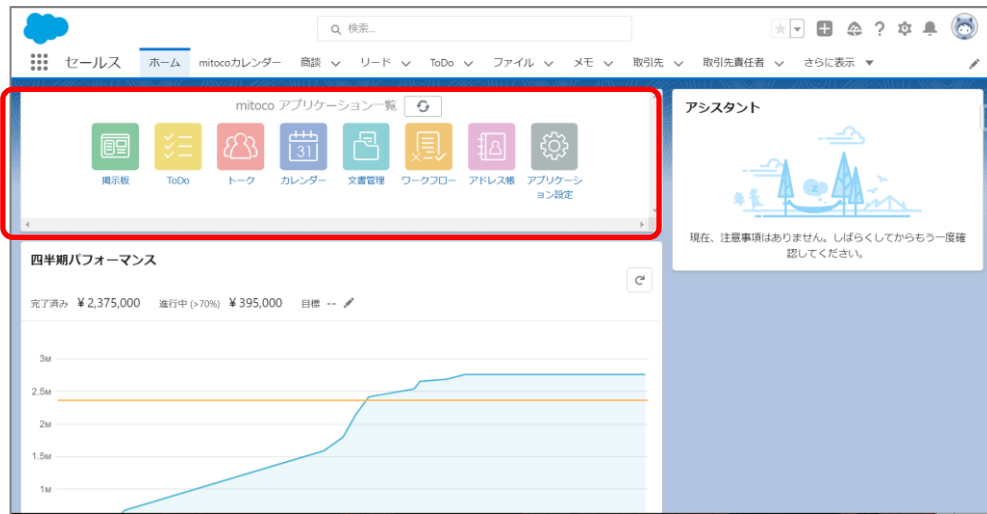 検索...
セールス ホーム mitocoカレンダー 商談 リード ToDo ファイル メモ 取引先 取引先責任者 さらに表示
mitoco アプリケーション一覧
31
掲示板 ToDo トーク カレンダー 文書管理 ワークフロー アドレス帳 アプリケーシ
ョン設定
アシスタント
z
現在、注意事項はありません。しばらくしてからもう一度確
認してください。
四半期パフォーマンス
完了済み ¥ 2,375,000 進行中 (>70%) ¥ 395,000 目標 --
3M
2.5M
2M
1.5M
1M